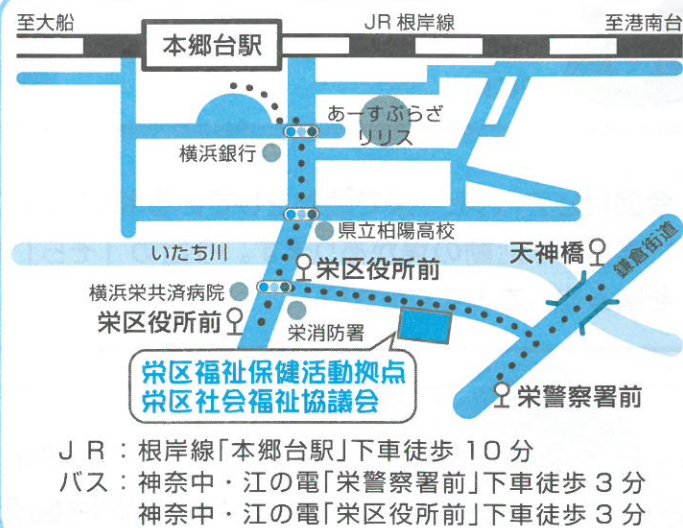 至大船
JR根岸線
至港南台
本郷台駅
あーすぷらざ
リリス
横浜銀行
県立柏陽高校
いたち川
天神橋
鎌倉街道
栄区役所前
横浜栄共済病院
栄区役所前
栄消防署
栄区福祉保健活動拠点
栄区社会福祉協議会
栄警察署前
JR：根岸線「本郷台駅」下車徒歩10分
バス：神奈中・江の電「栄警察署前」下車徒歩3分
神奈中・江の電「栄区役所前」下車徒歩3分